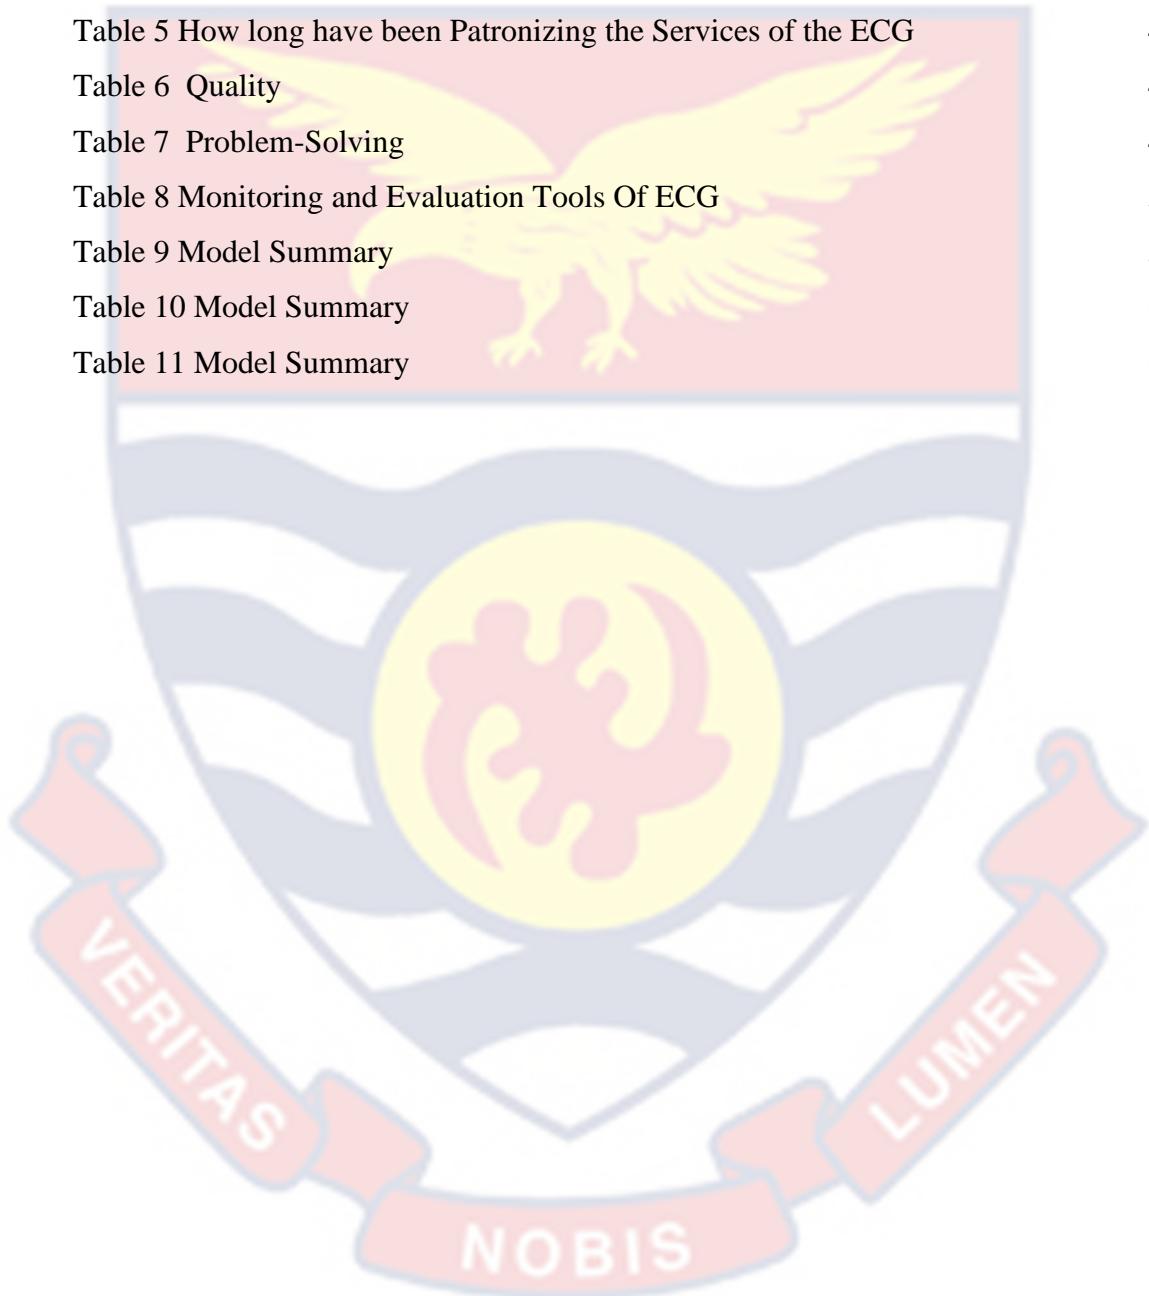 Table 5 How long have been Patronizing the Services of the ECG
Table 6  Quality
Table 7  Problem-Solving
Table 8 Monitoring and Evaluation Tools Of ECG
Table 9 Model Summary
Table 10 Model Summary
Table 11 Model Summary
VERITAS
NOBIS
LUMEN